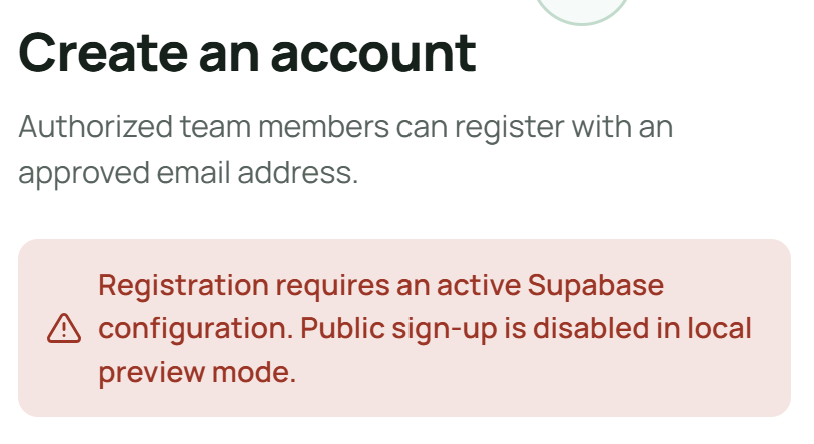 Create an account
Authorized team members can register with an
approved email address.
Registration requires an active Supabase
configuration. Public sign-up is disabled in local
preview mode.